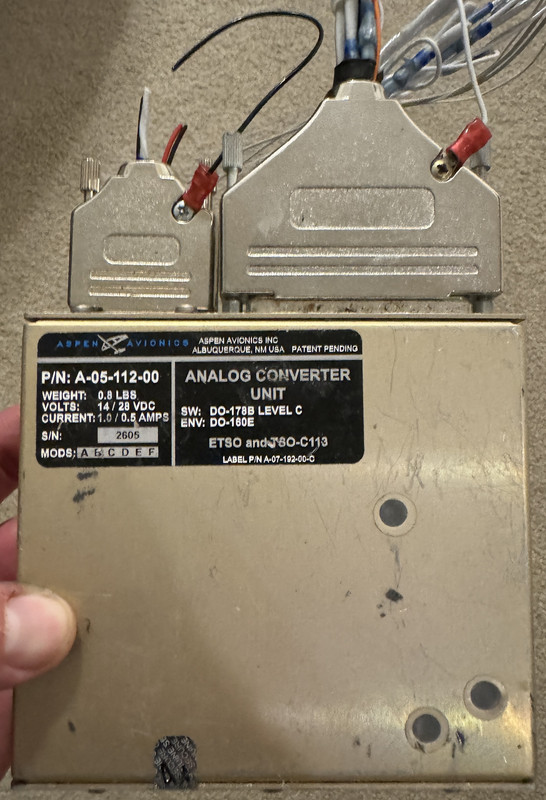 ASPEN AVIONICS
ASPEN AVIONICS INC
ALBUQUERQUE, NM USA PATENT PENDING
P/N: A-05-112-00
WEIGHT: 0.8 LBS
VOLTS: 14 / 28 VDC
CURRENT: 1.0 / 0.5 AMPS
S/N: 2605
MODS: A B C D E F
ANALOG CONVERTER
UNIT
SW: DO-178B LEVEL C
ENV: DO-160E
ETSO and TSO-C113
LABEL P/N A-07-192-00-C